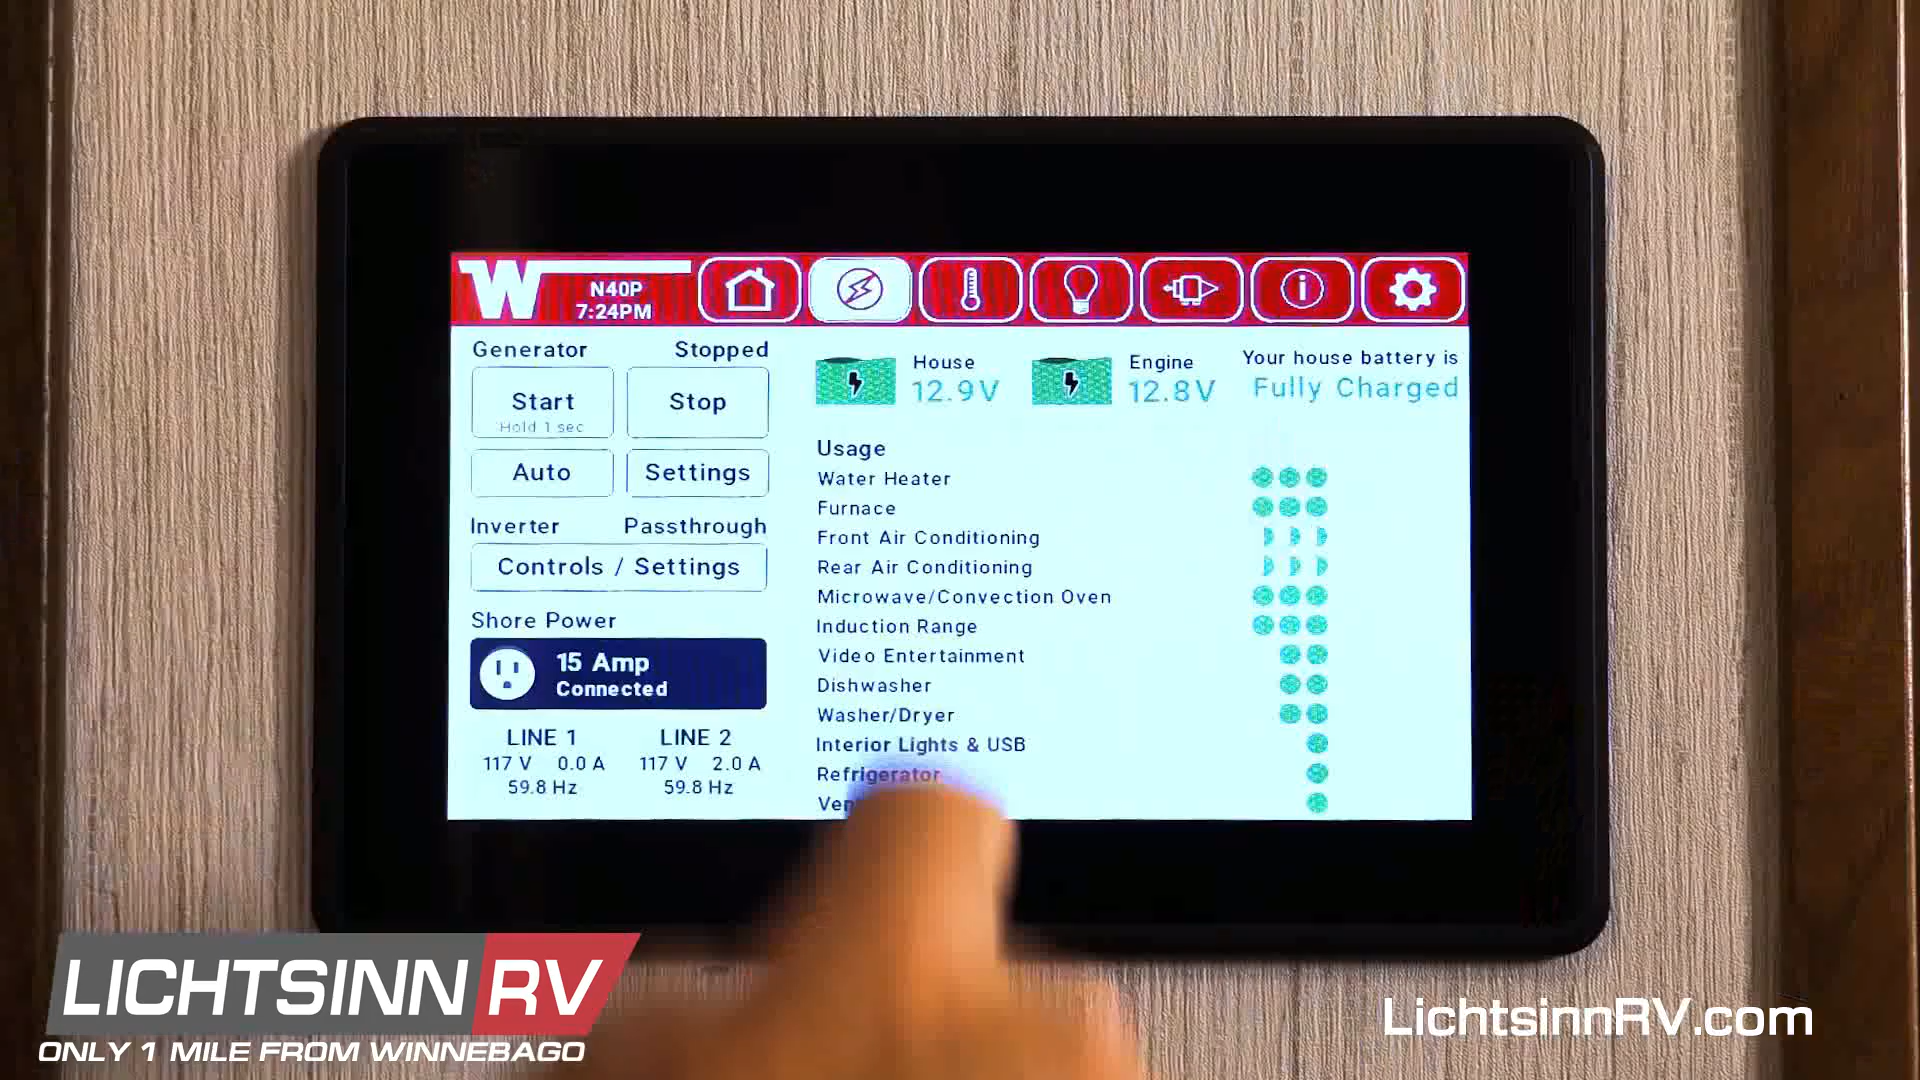 W
N40P
7:24PM
Generator Stopped
Start
Hold 1 sec
Stop
Auto
Settings
Inverter Passthrough
Controls / Settings
Shore Power
15 Amp
Connected
LINE 1 LINE 2
117 V 0.0 A 117 V 2.0 A
59.8 Hz 59.8 Hz
House
12.9V
Engine
12.8V
Your house battery is
Fully Charged
Usage
Water Heater
Furnace
Front Air Conditioning
Rear Air Conditioning
Microwave/Convection Oven
Induction Range
Video Entertainment
Dishwasher
Washer/Dryer
Interior Lights & USB
Refrigerator
LICHTSINN RV
ONLY 1 MILE FROM WINNEBAGO
LichtsinnRV.com